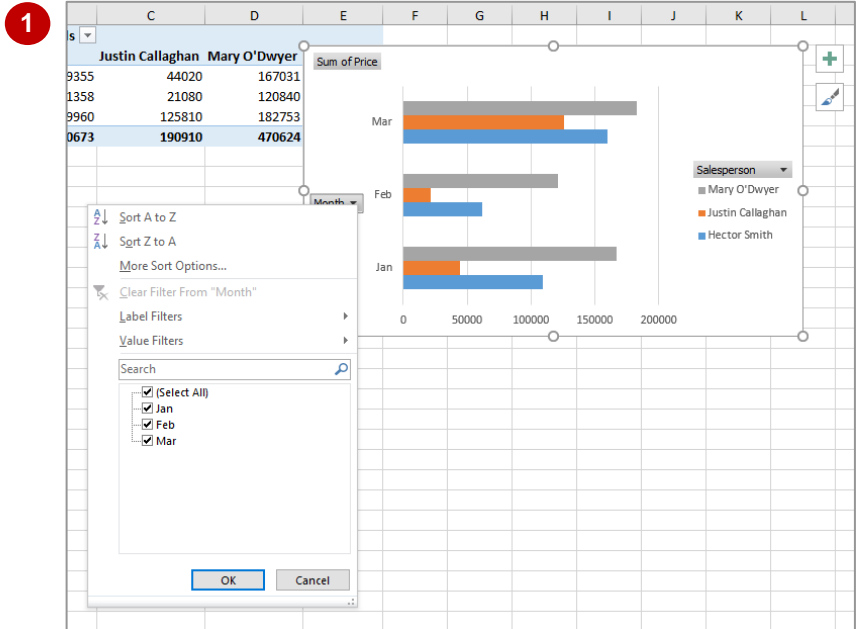 1
C D E F G H I J K L
ls
Justin Callaghan Mary O'Dwyer
9355 44020 167031
1358 21080 120840
9960 125810 182753
0673 190910 470624
Sum of Price
Mar
Feb
Jan
0 50000 100000 150000 200000
Month
Salesperson
Mary O'Dwyer
Justin Callaghan
Hector Smith
Sort A to Z
Sort Z to A
More Sort Options...
Clear Filter From "Month"
Label Filters
Value Filters
Search
(Select All)
Jan
Feb
Mar
OK Cancel